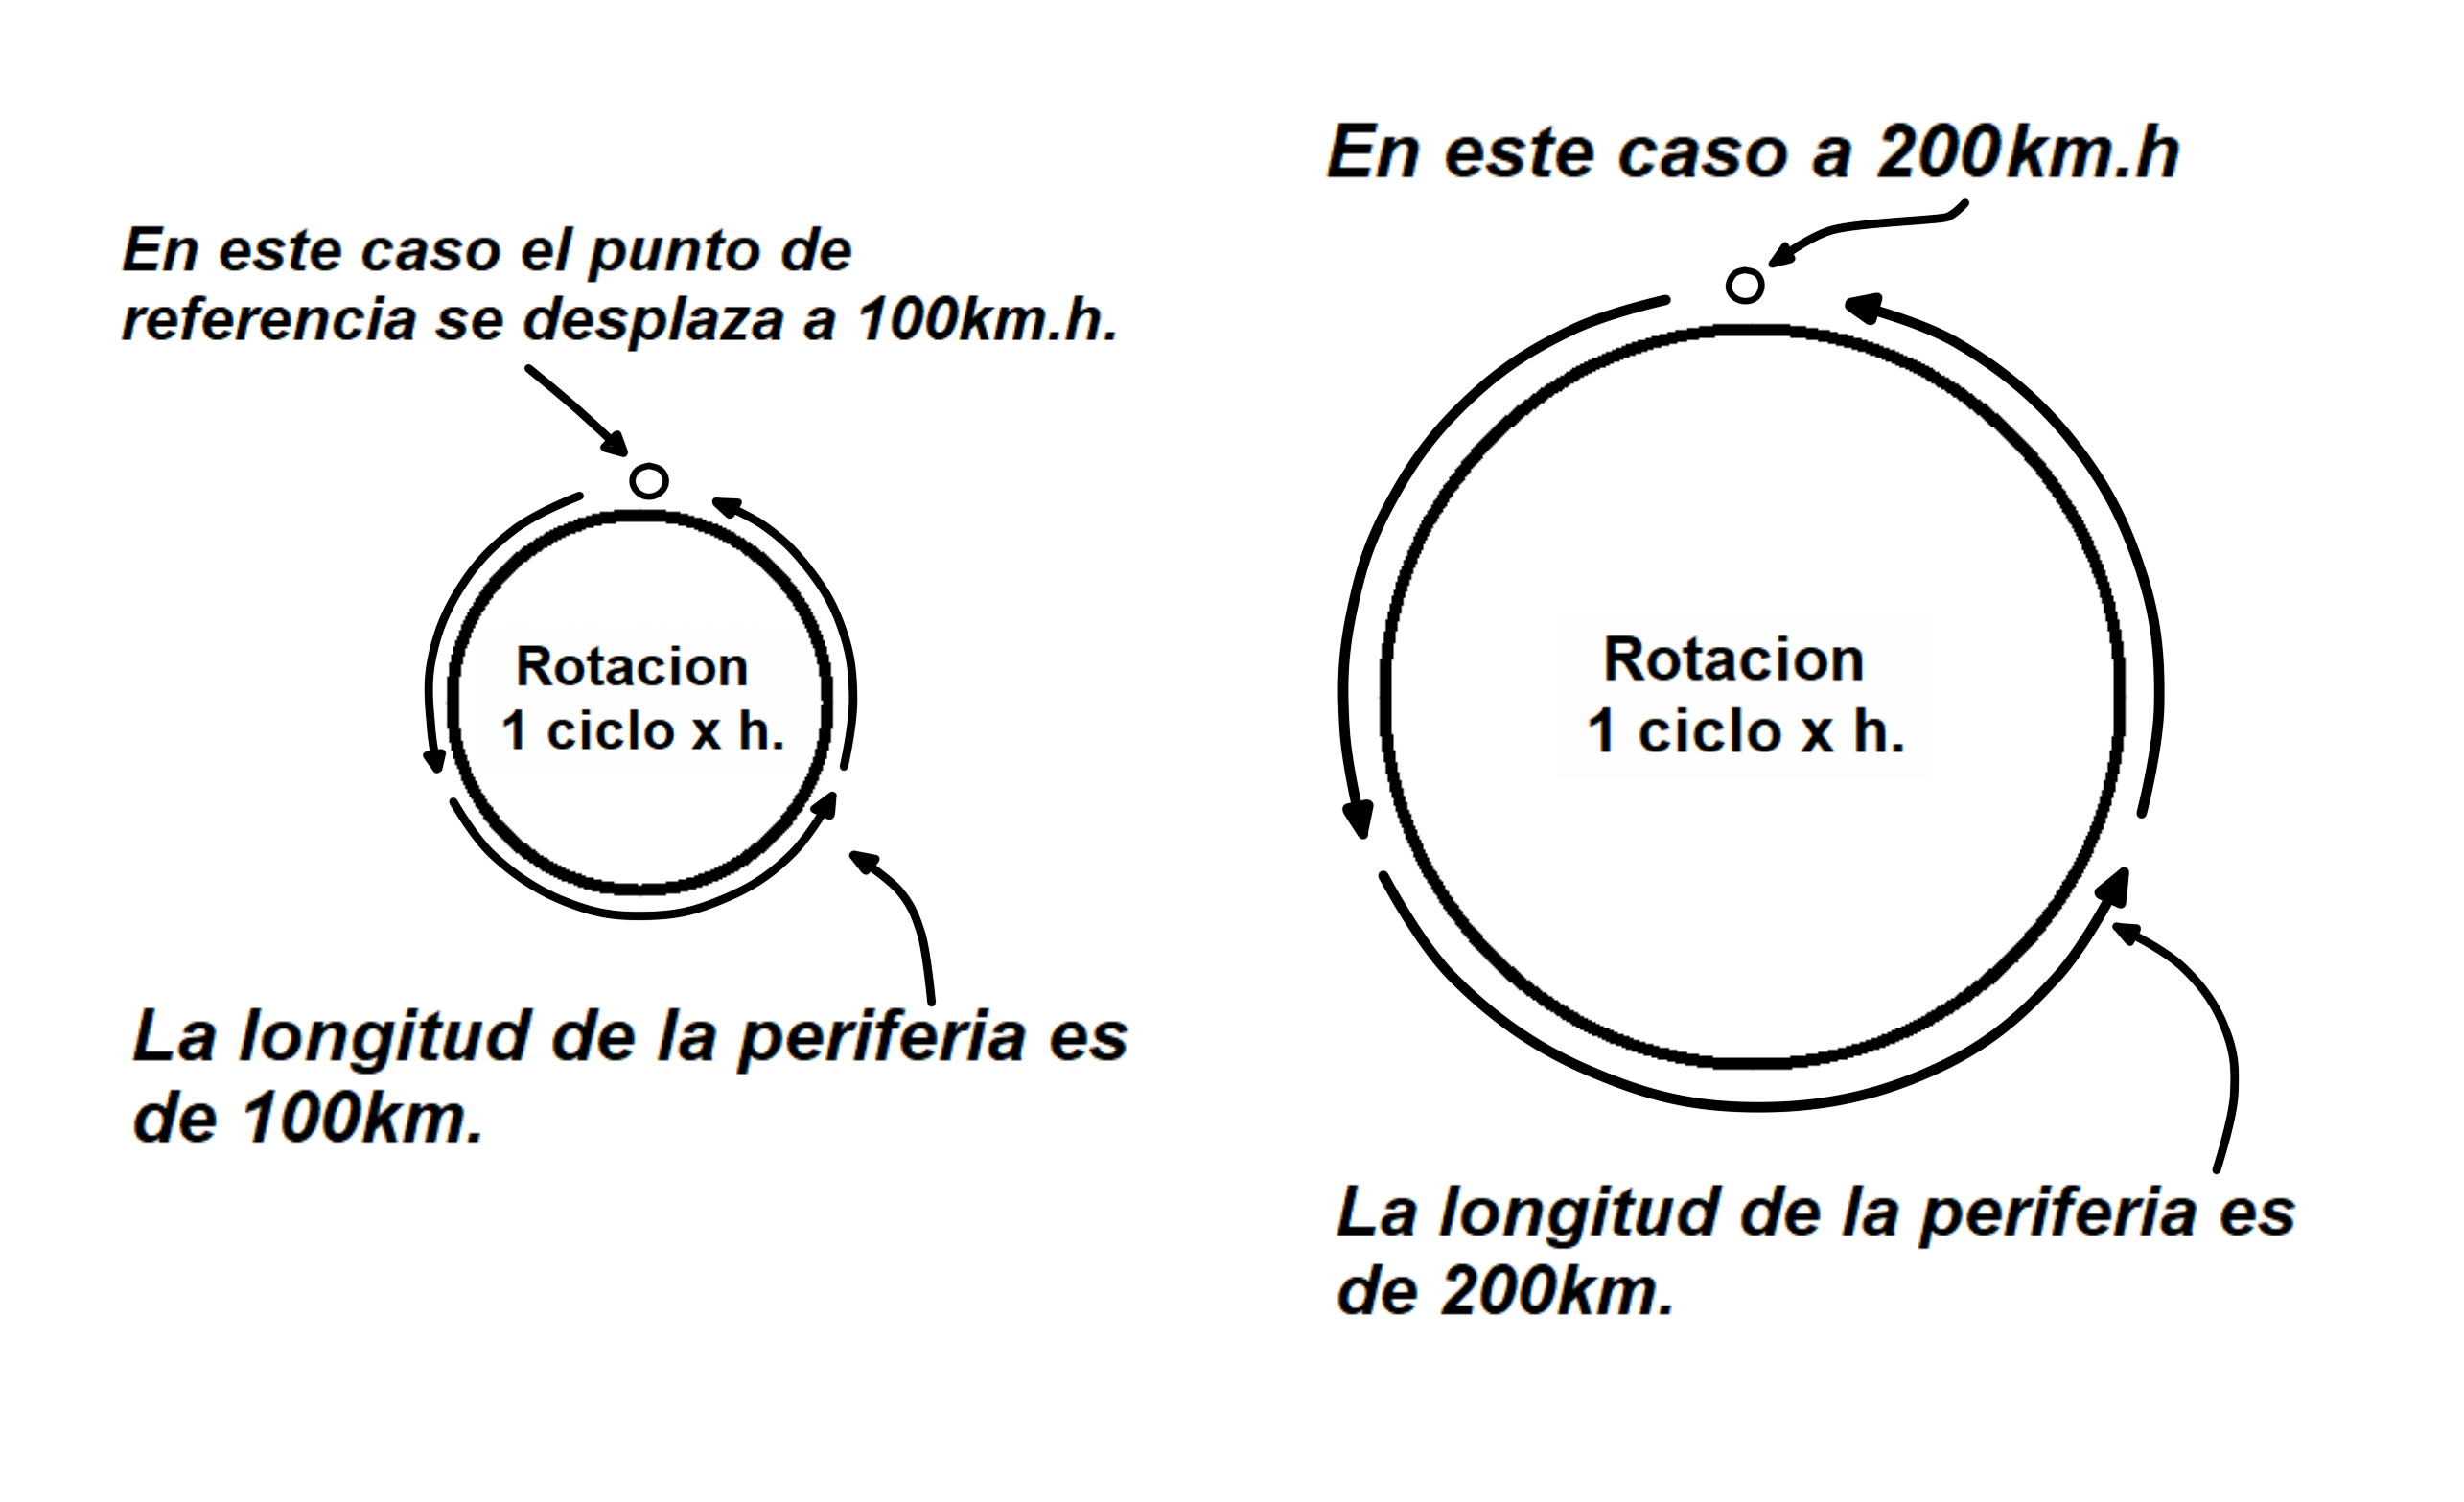 En este caso el punto de
referencia se desplaza a 100km.h.
Rotacion
1 ciclo x h.
La longitud de la periferia es
de 100km.
En este caso a 200km.h
Rotacion
1 ciclo x h.
La longitud de la periferia es
de 200km.